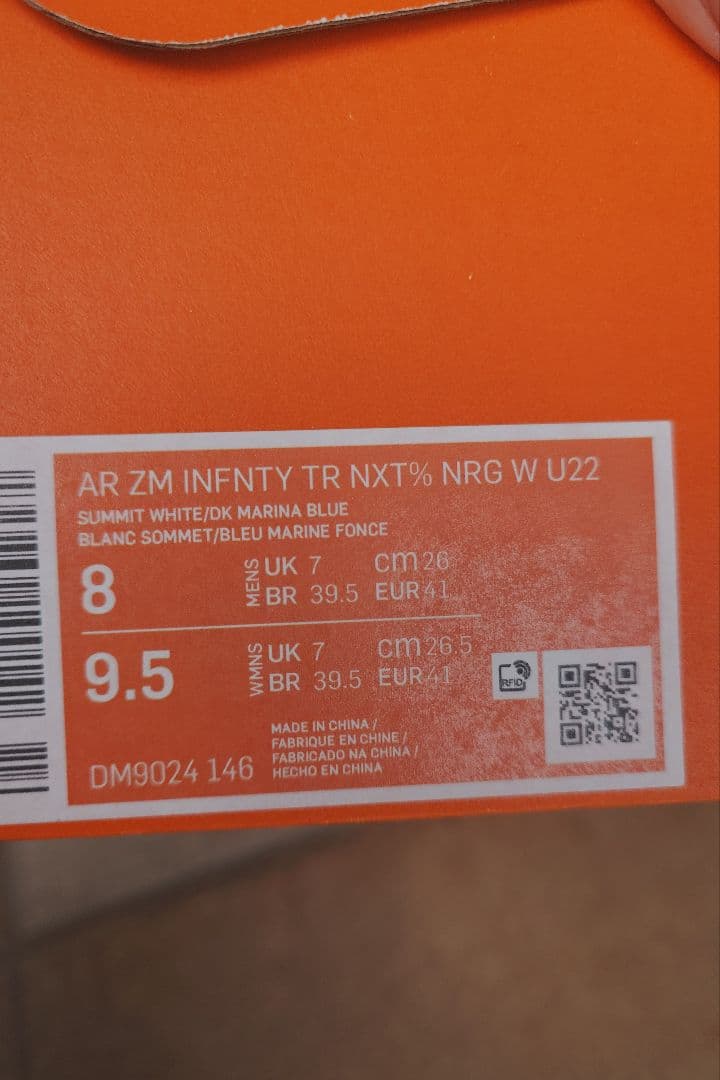 AR ZM INFNTY TR NXT% NRG W U22
SUMMIT WHITE/DK MARINA BLUE
BLANC SOMMET/BLEU MARINE FONCE
8 MENS UK 7 cm 26
BR 39.5 EUR 41
9.5 WMNS UK 7 cm 26.5
BR 39.5 EUR 41
RFID
MADE IN CHINA /
FABRIQUE EN CHINE /
FABRICADO NA CHINA /
HECHO EN CHINA
DM9024 146